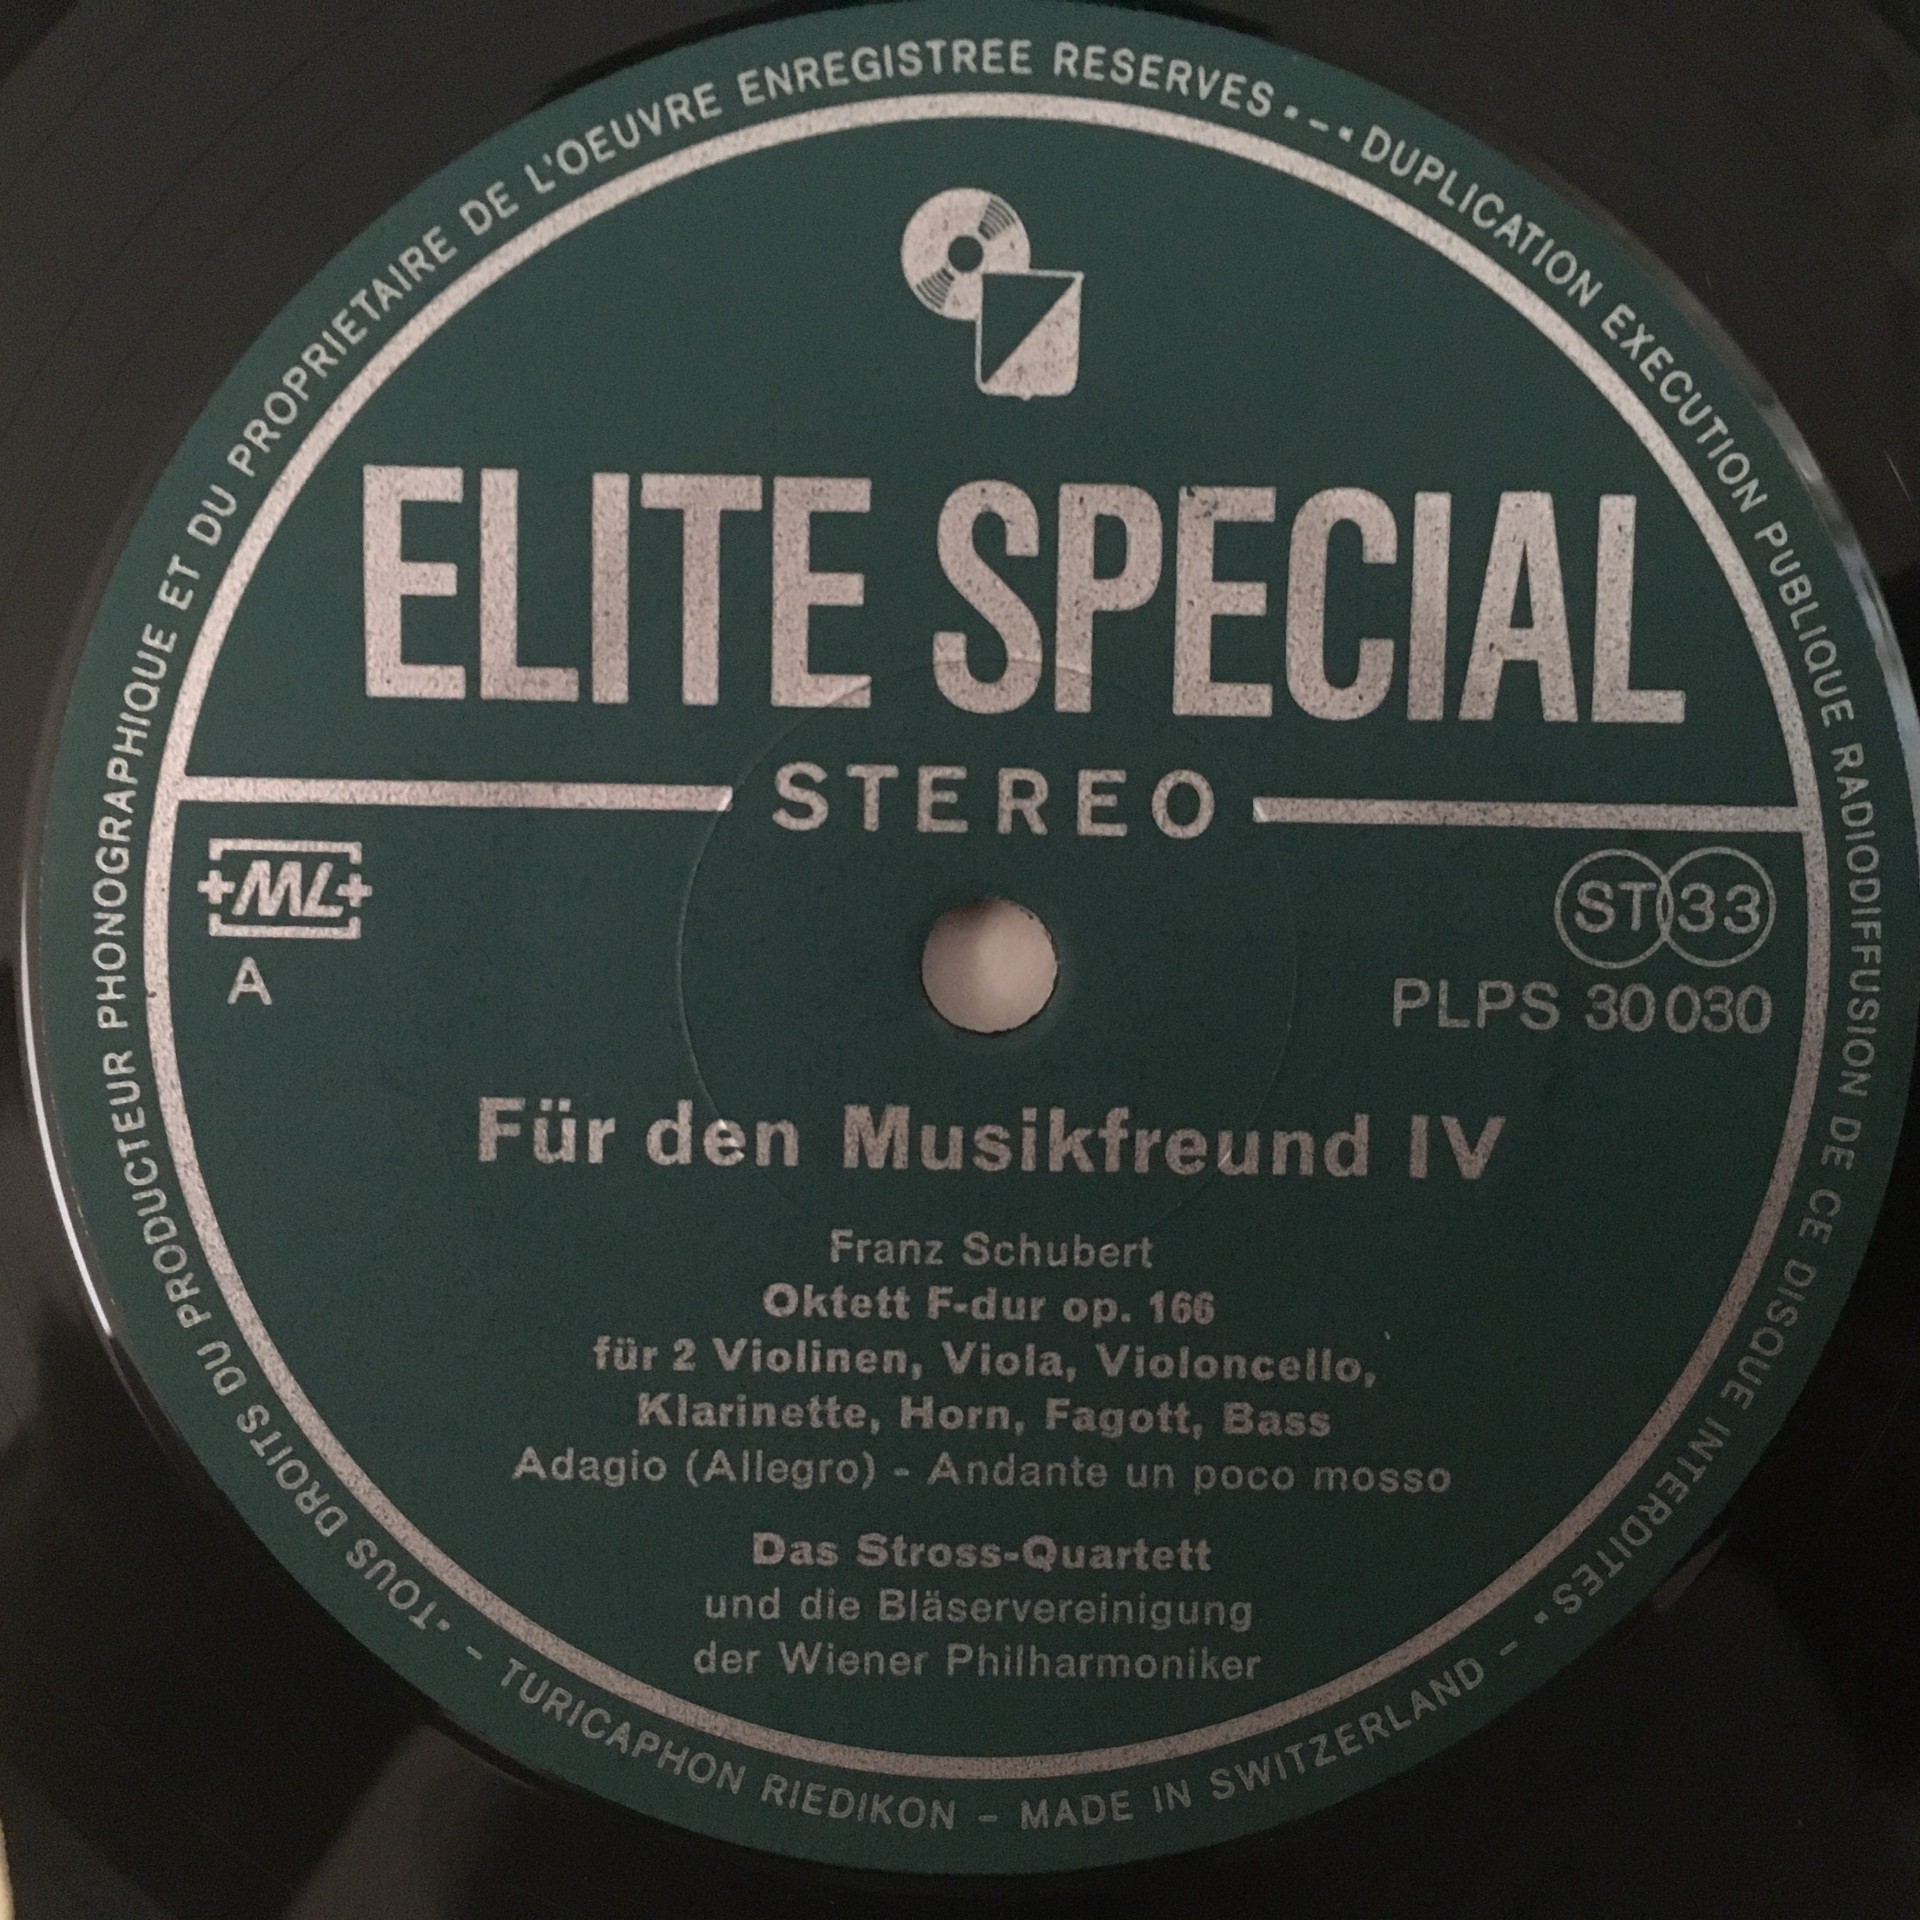 ELITE SPECIAL
STEREO
+ML+
A
ST 33
PLPS 30 030
Für den Musikfreund IV
Franz Schubert
Oktett F-dur op. 166
für 2 Violinen, Viola, Violoncello,
Klarinette, Horn, Fagott, Bass
Adagio (Allegro) - Andante un poco mosso
Das Stross-Quartett
und die Bläservereinigung
der Wiener Philharmoniker
•TOUS DROITS DU PRODUCTEUR PHONOGRAPHIQUE ET DU PROPRIETAIRE DE L'OEUVRE ENREGISTREE RESERVES • – • DUPLICATION EXECUTION PUBLIQUE RADIODIFFUSION DE CE DISQUE INTERDITES•
– TURICAPHON RIEDIKON – MADE IN SWITZERLAND –